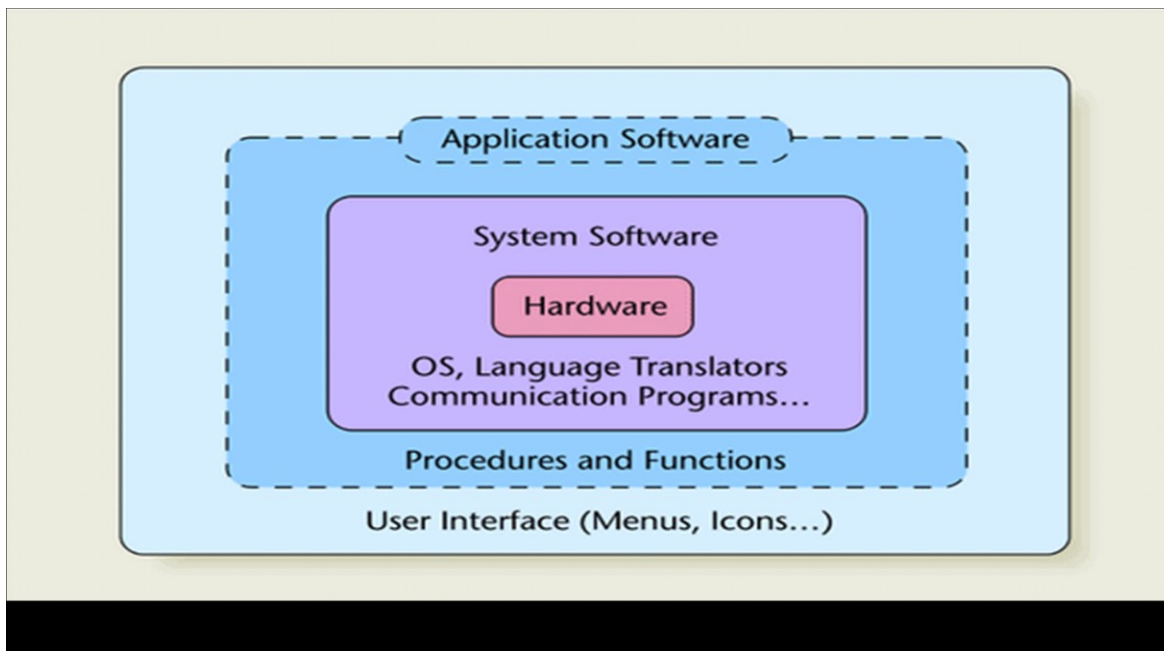 Application Software
System Software
Hardware
OS, Language Translators
Communication Programs...
Procedures and Functions
User Interface (Menus, Icons...)